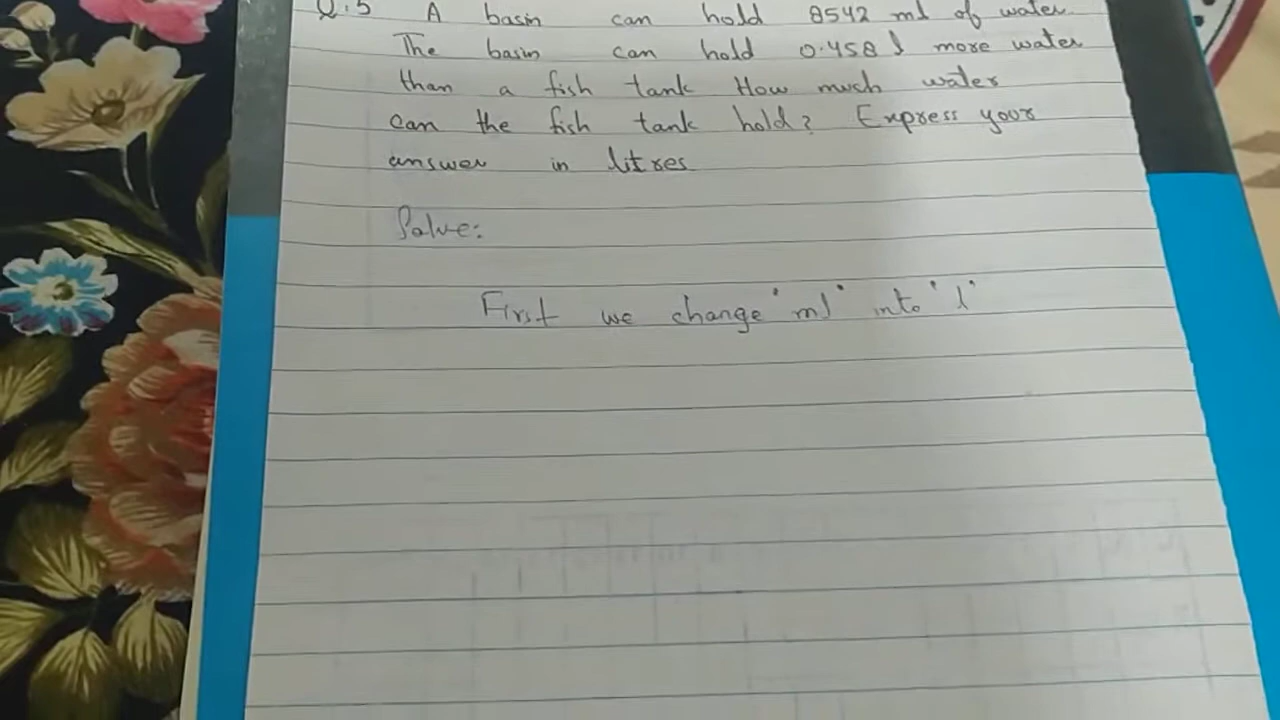 Q.5 A basin can hold 8542 ml of water
The basin can hold 0.458 l more water
than a fish tank How much water
can the fish tank hold? Express your
answer in litres
Solve:
First we change "ml" into "l"